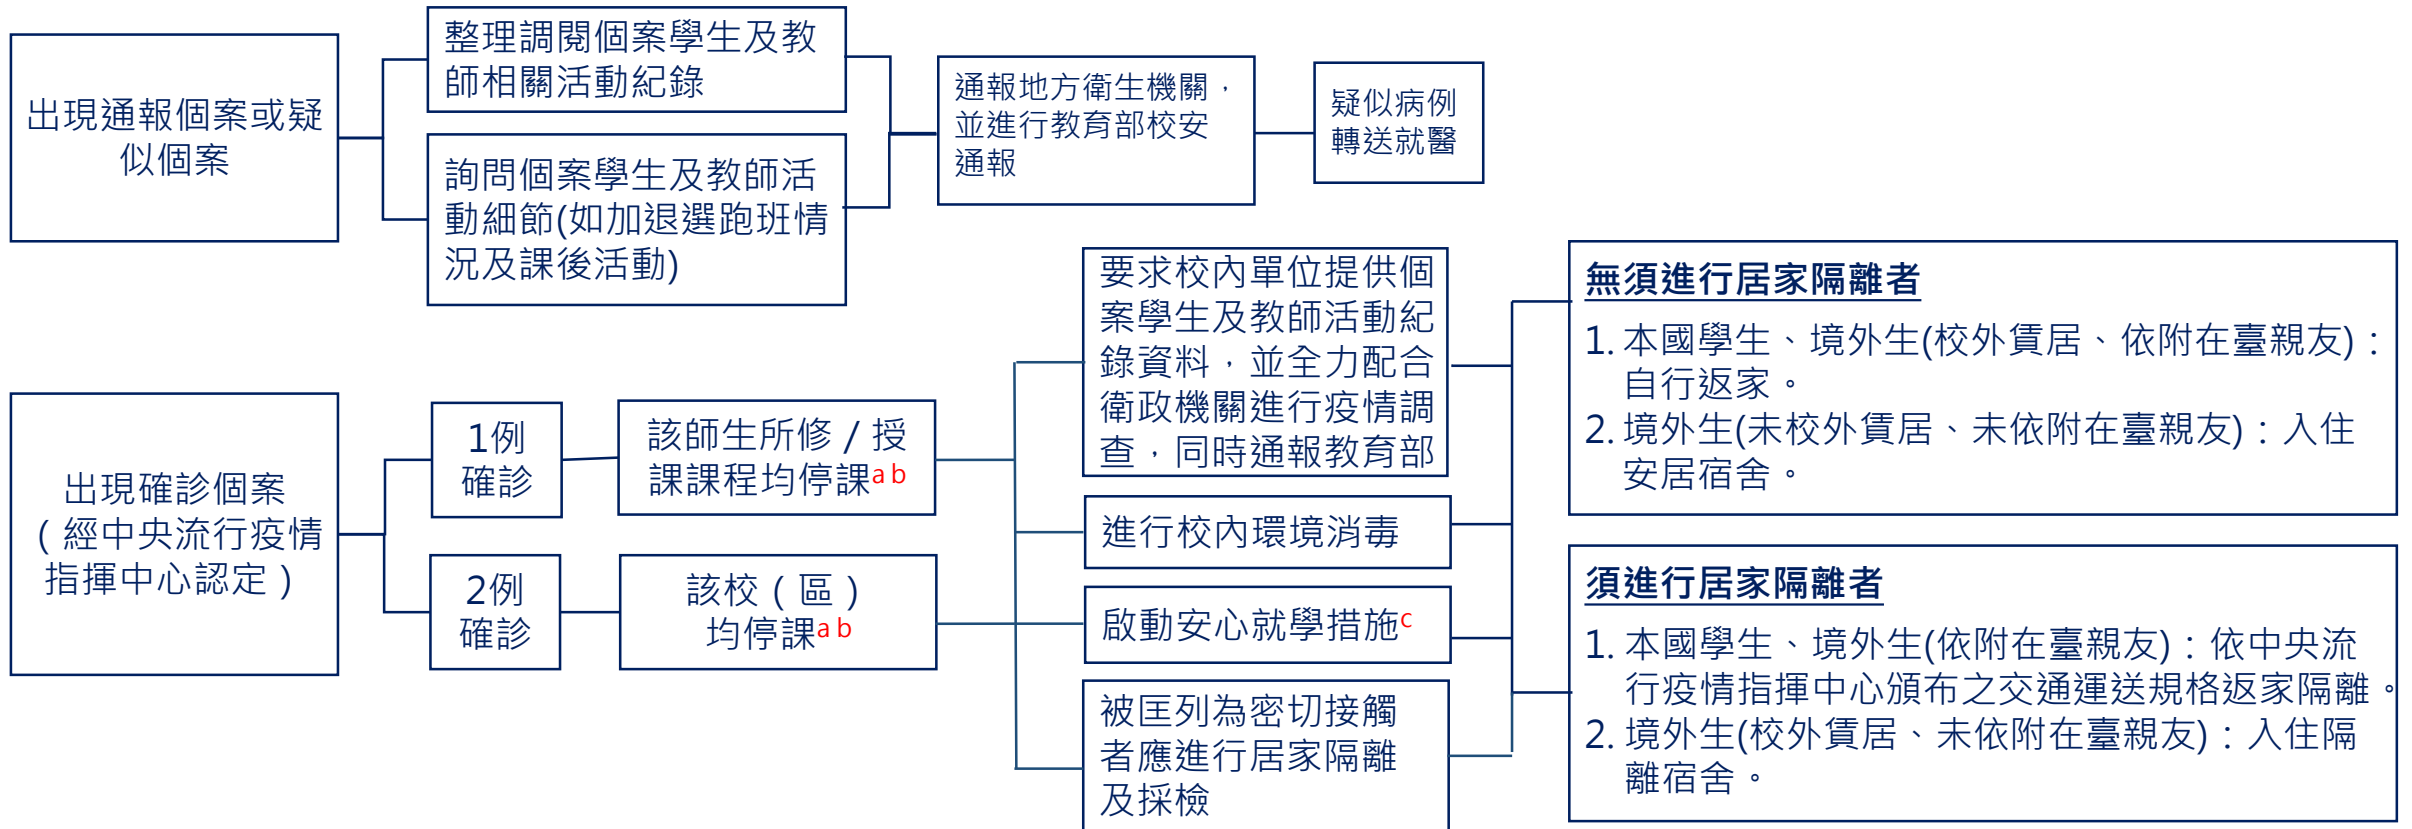 出現通報個案或疑
似個案
整理調閱個案學生及教
師相關活動紀錄
詢問個案學生及教師活
動細節(如加退選跑班情
況及課後活動)
通報地方衛生機關，
並進行教育部校安
通報
疑似病例
轉送就醫
出現確診個案
（經中央流行疫情
指揮中心認定）
1例
確診
該師生所修／授
課課程均停課a b
2例
確診
該校（區）
均停課a b
要求校內單位提供個
案學生及教師活動紀
錄資料，並全力配合
衛政機關進行疫情調
查，同時通報教育部
進行校內環境消毒
啟動安心就學措施c
被匡列為密切接觸
者應進行居家隔離
及採檢
無須進行居家隔離者
1. 本國學生、境外生(校外賃居、依附在臺親友)：
自行返家。
2. 境外生(未校外賃居、未依附在臺親友)：入住
安居宿舍。
須進行居家隔離者
1. 本國學生、境外生(依附在臺親友)：依中央流
行疫情指揮中心頒布之交通運送規格返家隔離。
2. 境外生(校外賃居、未依附在臺親友)：入住隔
離宿舍。